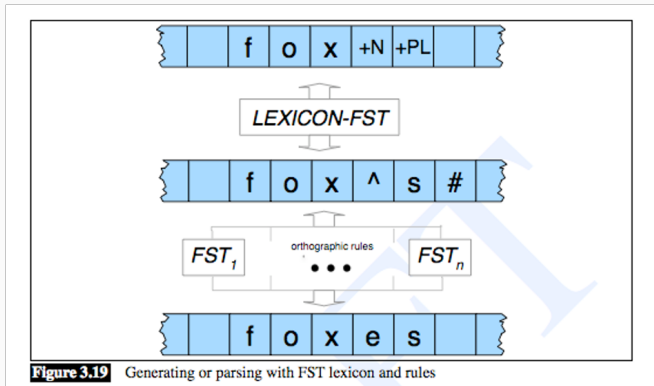 f o x +N +PL
LEXICON-FST
f o x ^ s #
orthographic rules
FST1 ... FSTn
f o x e s
Figure 3.19 Generating or parsing with FST lexicon and rules